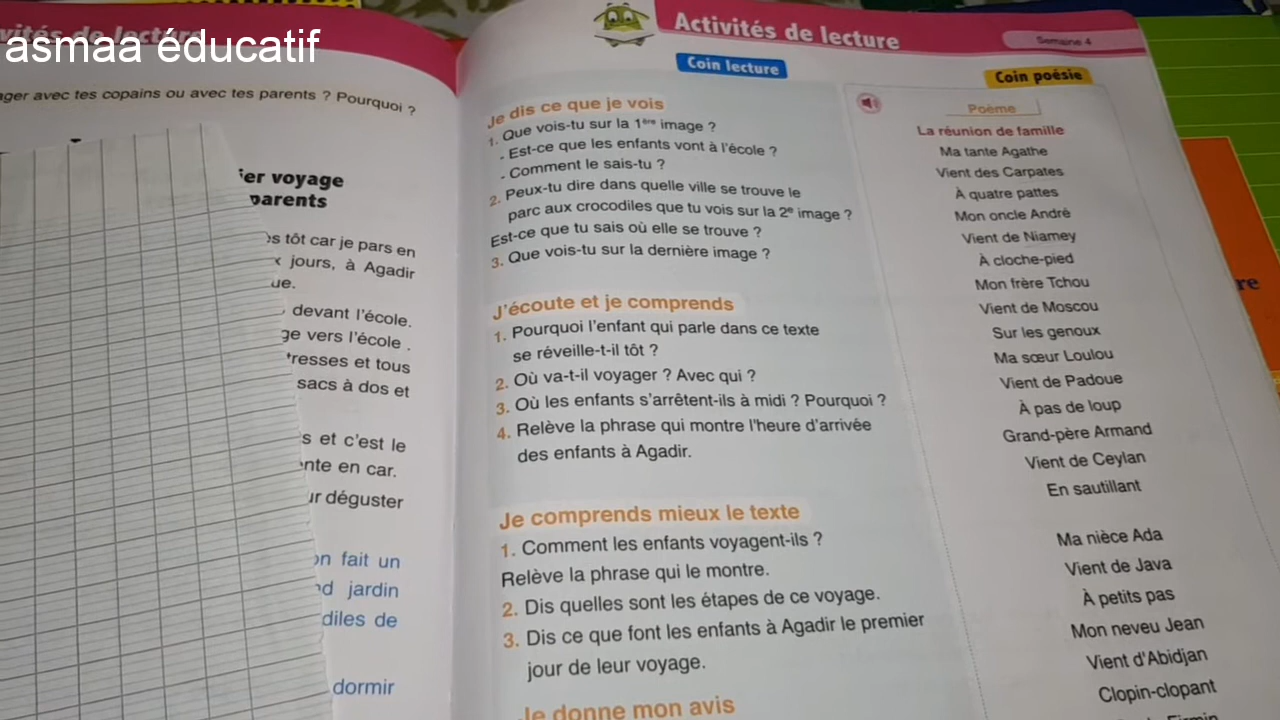 asmaa éducatif
ager avec tes copains ou avec tes parents ? Pourquoi ?
voyage
parents
tôt car je pars en
jours, à Agadir
devant l'école.
vers l'école .
et tous
sacs à dos et
et c'est le
en car.
déguster
fait un
jardin
de
dormir
Activités de lecture
Semaine 4
Coin lecture
Je dis ce que je vois
1. Que vois-tu sur la 1ère image ?
. Est-ce que les enfants vont à l'école ?
. Comment le sais-tu ?
2. Peux-tu dire dans quelle ville se trouve le
parc aux crocodiles que tu vois sur la 2e image ?
Est-ce que tu sais où elle se trouve ?
3. Que vois-tu sur la dernière image ?
J'écoute et je comprends
1. Pourquoi l'enfant qui parle dans ce texte
se réveille-t-il tôt ?
2. Où va-t-il voyager ? Avec qui ?
3. Où les enfants s'arrêtent-ils à midi ? Pourquoi ?
4. Relève la phrase qui montre l'heure d'arrivée
des enfants à Agadir.
Je comprends mieux le texte
1. Comment les enfants voyagent-ils ?
Relève la phrase qui le montre.
2. Dis quelles sont les étapes de ce voyage.
3. Dis ce que font les enfants à Agadir le premier
jour de leur voyage.
Je donne mon avis
Coin poésie
Poème
La réunion de famille
Ma tante Agathe
Vient des Carpates
À quatre pattes
Mon oncle André
Vient de Niamey
À cloche-pied
Mon frère Tchou
Vient de Moscou
Sur les genoux
Ma sœur Loulou
Vient de Padoue
À pas de loup
Grand-père Armand
Vient de Ceylan
En sautillant
Ma nièce Ada
Vient de Java
À petits pas
Mon neveu Jean
Vient d'Abidjan
Clopin-clopant